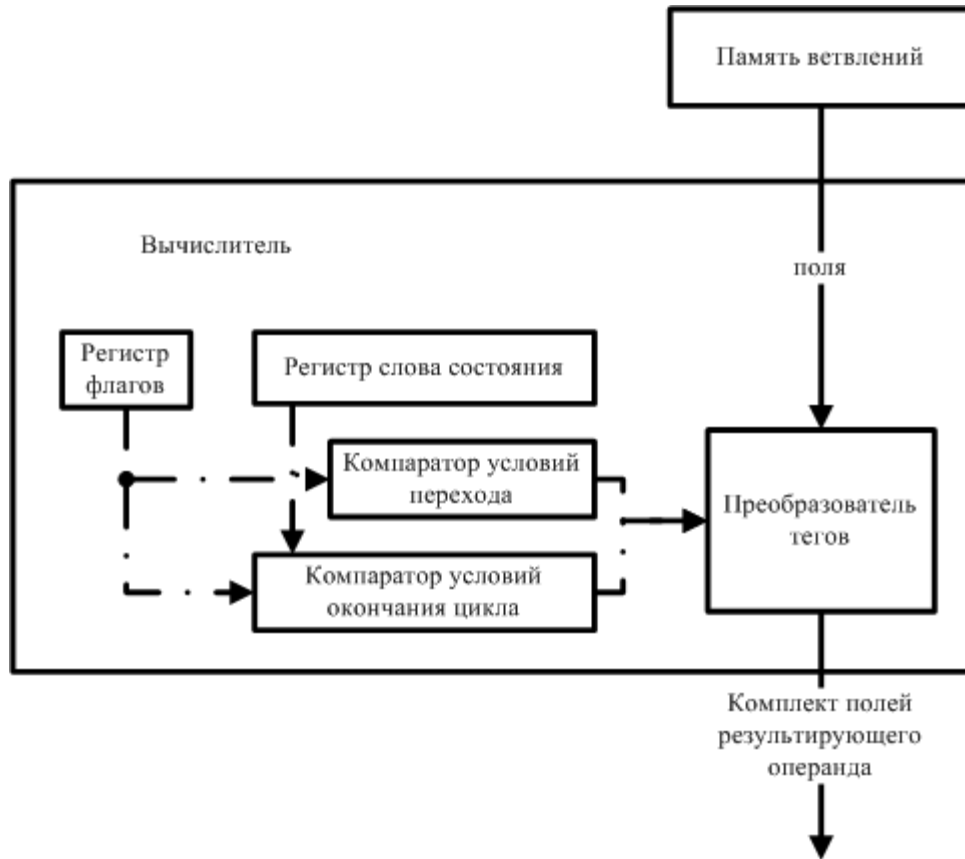 Память ветвлений
Вычислитель
поля
Регистр
флагов
Регистр слова состояния
Компаратор условий
перехода
Преобразователь
тегов
Компаратор условий
окончания цикла
Комплект полей
результирующего
операнда